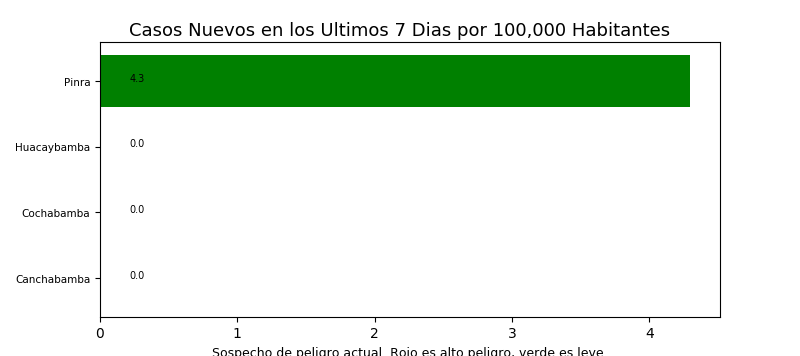 Casos Nuevos en los Ultimos 7 Dias por 100,000 Habitantes
Pinra 4.3
Huacaybamba 0.0
Cochabamba 0.0
Canchabamba 0.0
0 1 2 3 4
Sospecho de peligro actual. Rojo es alto peligro, verde es leve